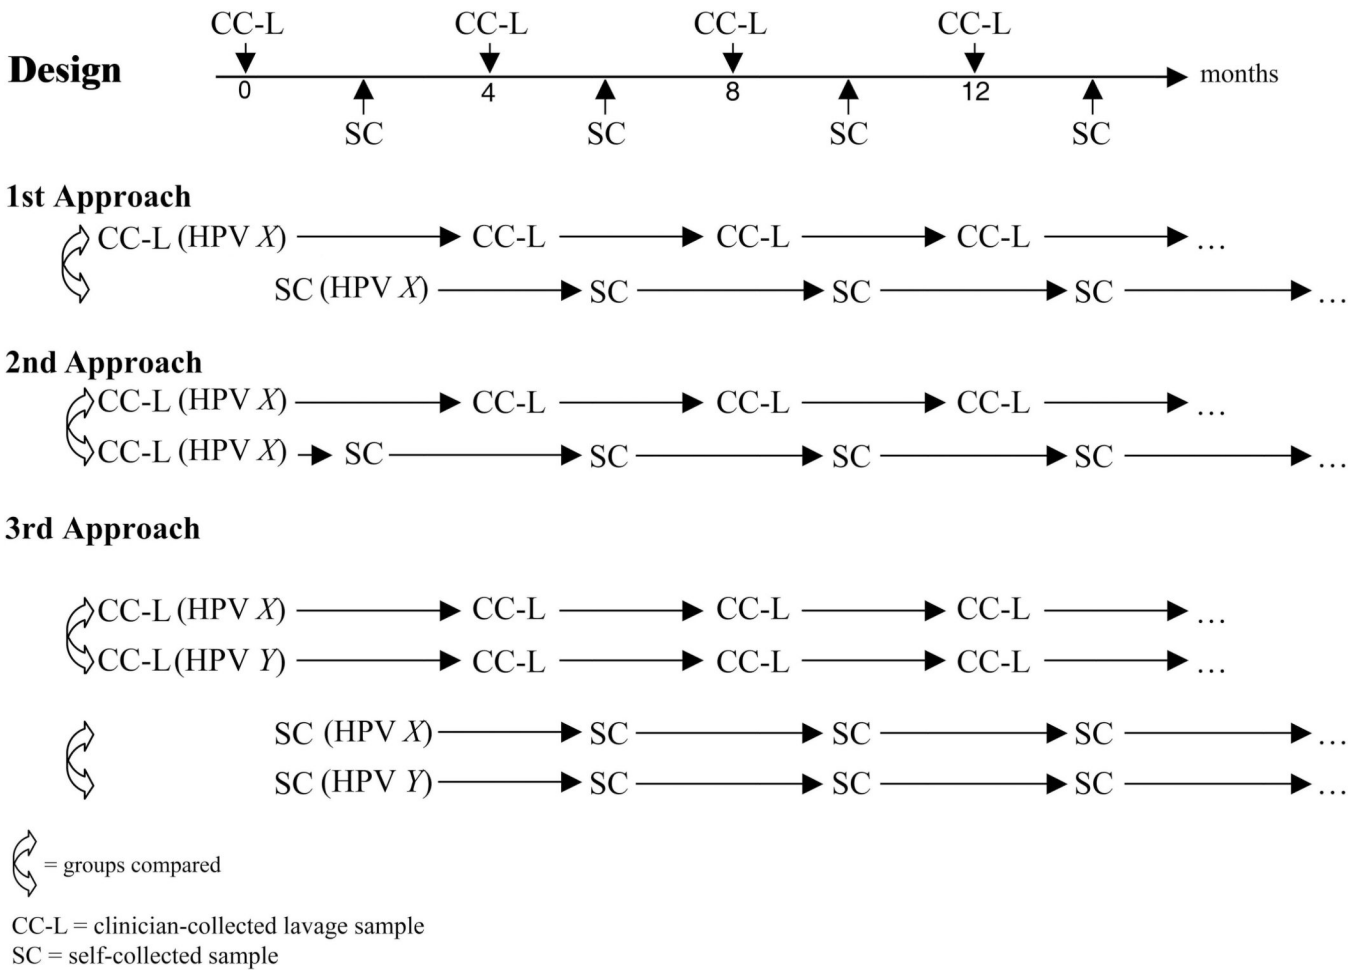 CC-L CC-L CC-L CC-L
Design
months
0 4 8 12
SC SC SC SC
1st Approach
CC-L (HPV X) CC-L CC-L CC-L ...
SC (HPV X) SC SC SC ...
2nd Approach
CC-L (HPV X) CC-L CC-L CC-L ...
CC-L (HPV X) SC SC SC SC ...
3rd Approach
CC-L (HPV X) CC-L CC-L CC-L ...
CC-L (HPV Y) CC-L CC-L CC-L ...
SC (HPV X) SC SC SC ...
SC (HPV Y) SC SC SC ...
= groups compared
CC-L = clinician-collected lavage sample
SC = self-collected sample